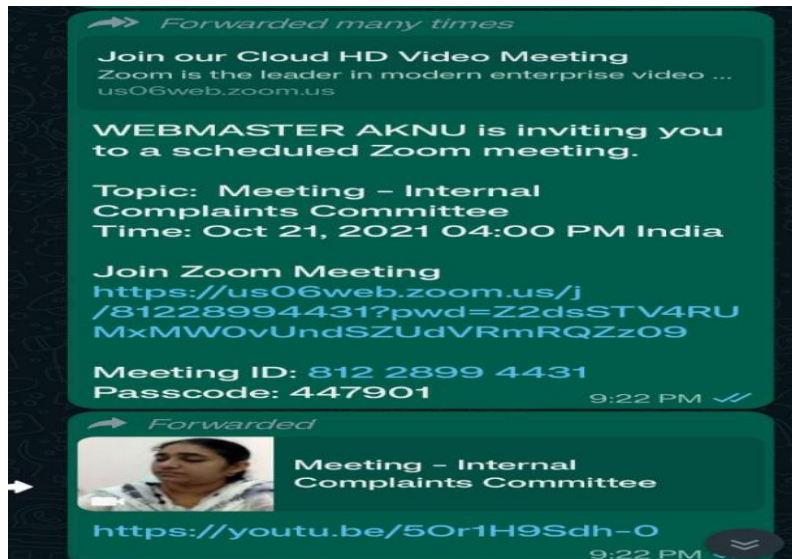 Forwarded many times
Join our Cloud HD Video Meeting
Zoom is the leader in modern enterprise video ...
us06web.zoom.us
WEBMASTER AKNU is inviting you
to a scheduled Zoom meeting.
Topic: Meeting - Internal
Complaints Committee
Time: Oct 21, 2021 04:00 PM India
Join Zoom Meeting
https://us06web.zoom.us/j
/81228994431?pwd=Z2dsSTV4RU
MxMW0vUndSZUdVRmRQZz09
Meeting ID: 812 2899 4431
Passcode: 447901
9:22 PM
Forwarded
Meeting - Internal
Complaints Committee
https://youtu.be/5Or1H9Sdh-0
9:22 PM